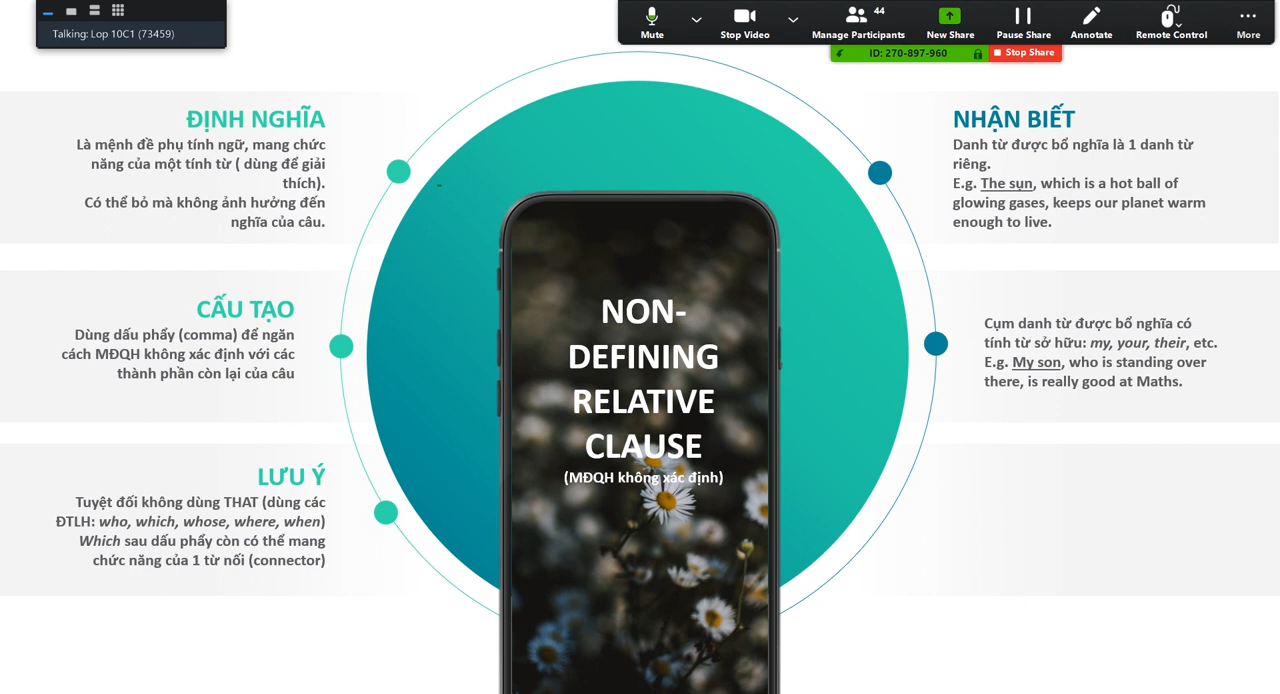 Talking: Lop 10C1 (73459)
Mute
Stop Video
44
Manage Participants
New Share
Pause Share
Annotate
Remote Control
More
ID: 270-897-960
Stop Share
ĐỊNH NGHĨA
Là mệnh đề phụ tính ngữ, mang chức
năng của một tính từ ( dùng để giải
thích).
Có thể bỏ mà không ảnh hưởng đến
nghĩa của câu.
CẤU TẠO
Dùng dấu phẩy (comma) để ngăn
cách MĐQH không xác định với các
thành phần còn lại của câu
LƯU Ý
Tuyệt đối không dùng THAT (dùng các
ĐTLH: who, which, whose, where, when)
Which sau dấu phẩy còn có thể mang
chức năng của 1 từ nối (connector)
NON-
DEFINING
RELATIVE
CLAUSE
(MĐQH không xác định)
NHẬN BIẾT
Danh từ được bổ nghĩa là 1 danh từ
riêng.
E.g. The sun, which is a hot ball of
glowing gases, keeps our planet warm
enough to live.
Cụm danh từ được bổ nghĩa có
tính từ sở hữu: my, your, their, etc.
E.g. My son, who is standing over
there, is really good at Maths.